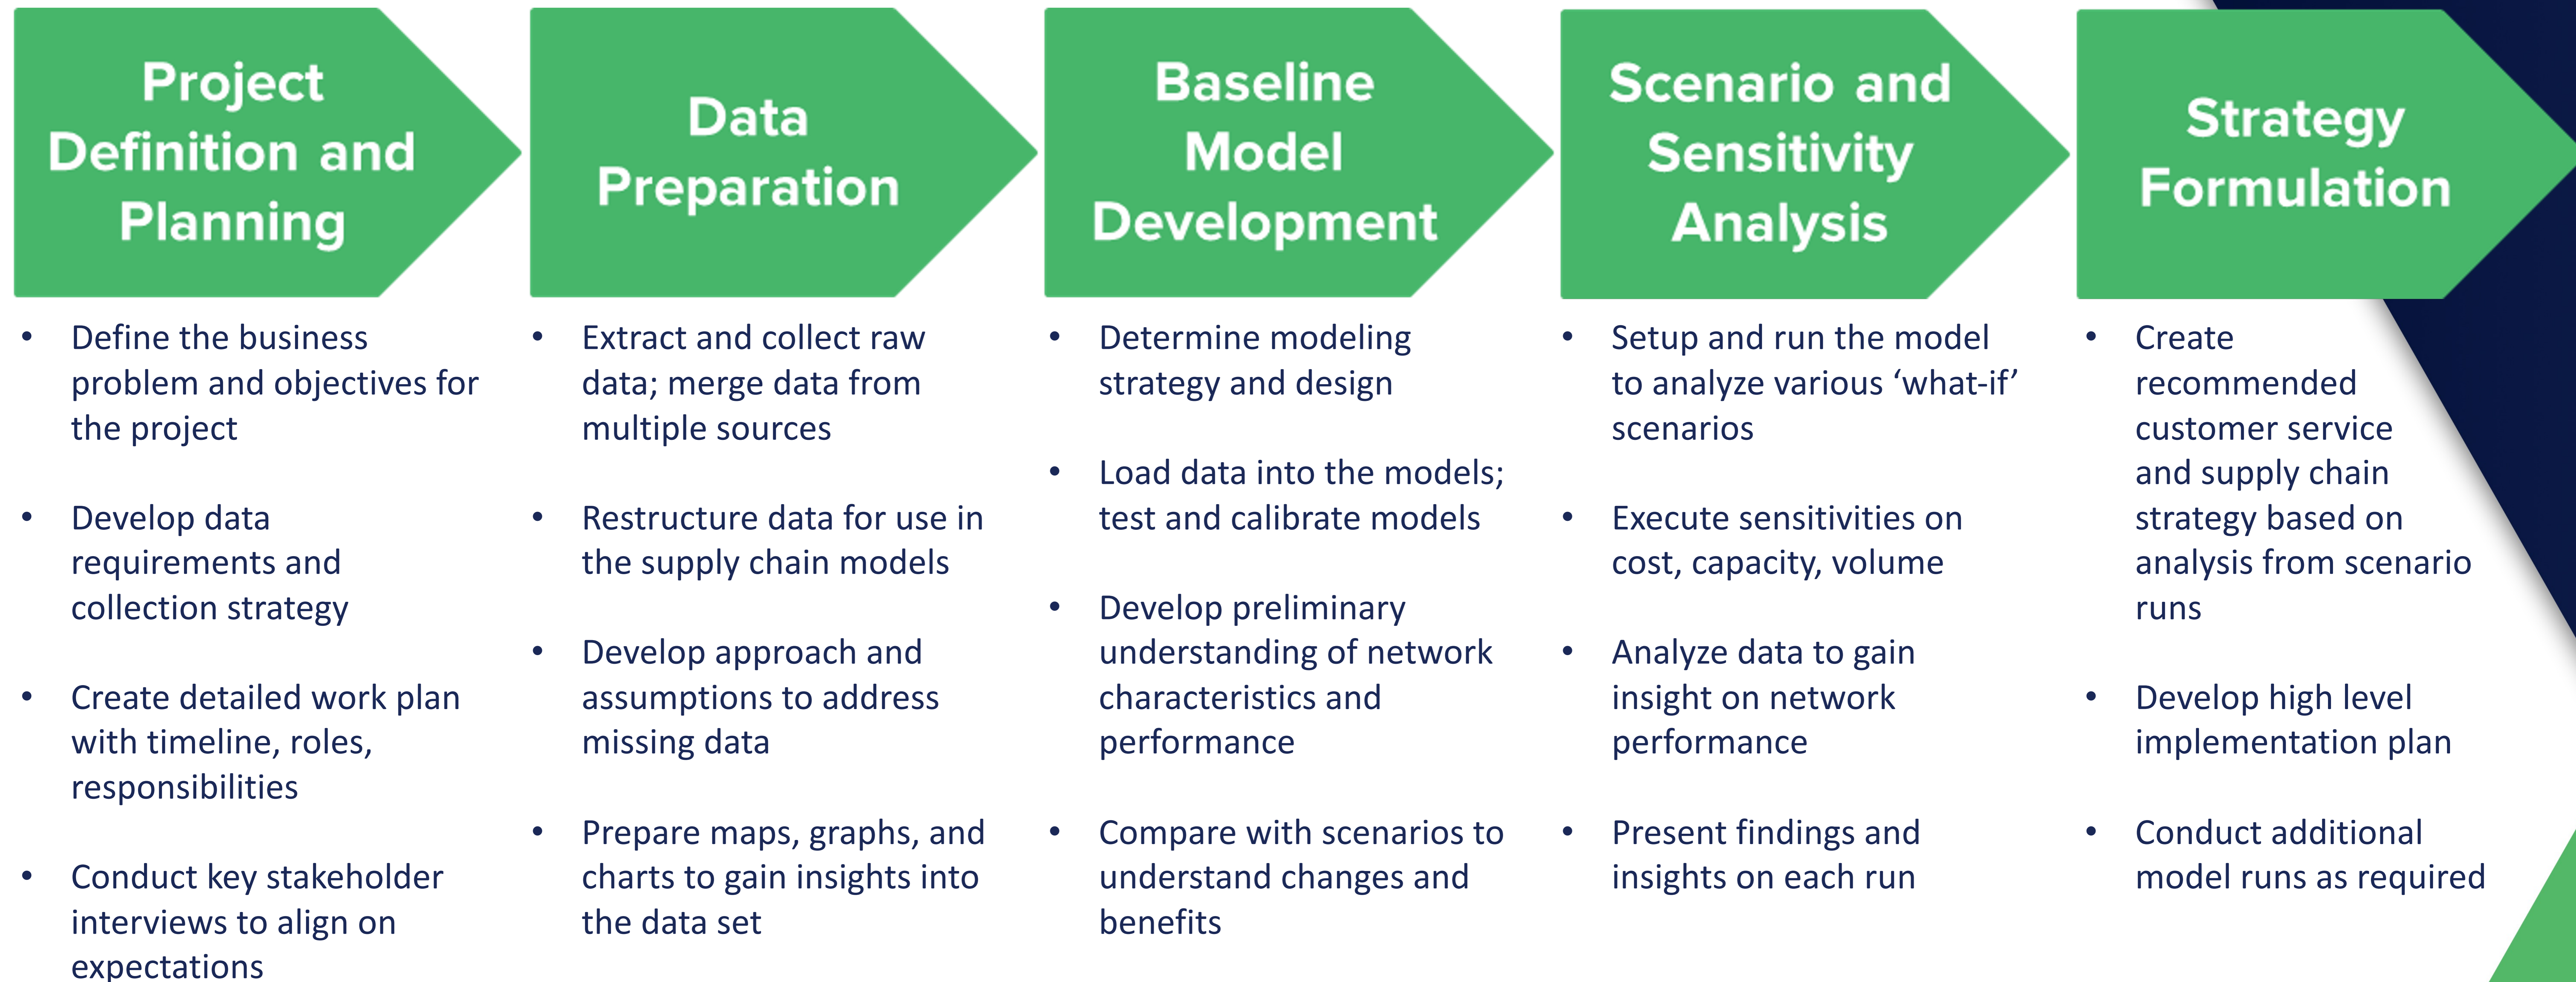 Project
Definition and
Planning
• Define the business
problem and objectives for
the project
• Develop data
requirements and
collection strategy
• Create detailed work plan
with timeline, roles,
responsibilities
• Conduct key stakeholder
interviews to align on
expectations
Data
Preparation
• Extract and collect raw
data; merge data from
multiple sources
• Restructure data for use in
the supply chain models
• Develop approach and
assumptions to address
missing data
• Prepare maps, graphs, and
charts to gain insights into
the data set
Baseline
Model
Development
• Determine modeling
strategy and design
• Load data into the models;
test and calibrate models
• Develop preliminary
understanding of network
characteristics and
performance
• Compare with scenarios to
understand changes and
benefits
Scenario and
Sensitivity
Analysis
• Setup and run the model
to analyze various ‘what-if’
scenarios
• Execute sensitivities on
cost, capacity, volume
• Analyze data to gain
insight on network
performance
• Present findings and
insights on each run
Strategy
Formulation
• Create
recommended
customer service
and supply chain
strategy based on
analysis from scenario
runs
• Develop high level
implementation plan
• Conduct additional
model runs as required